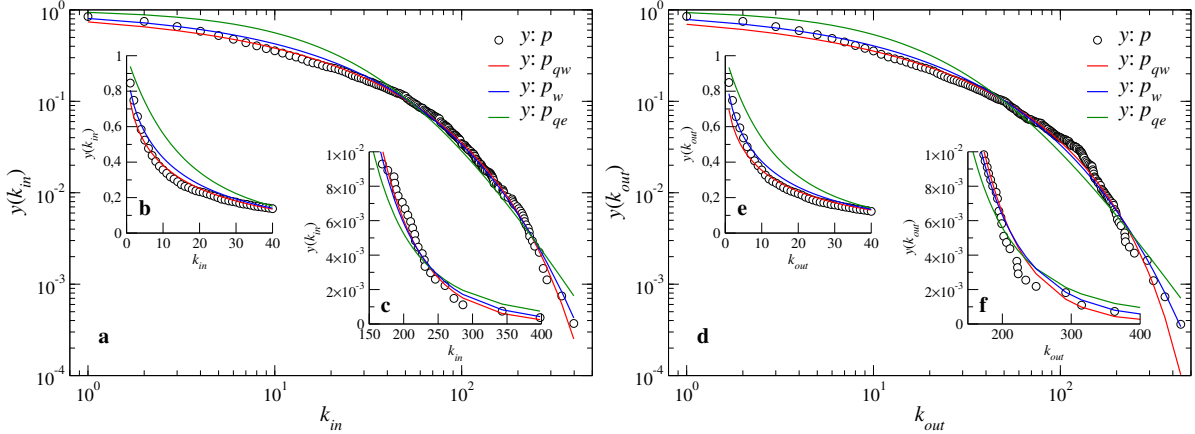 10^0
10^-1
10^-2
10^-3
10^-4
y(k_in)
10^0
10^1
10^2
k_in
a
y: p
y: p_qw
y: p_w
y: p_qe
1
0,8
0,6
0,4
0,2
0
y(k_in)
b
0
10
20
30
40
k_in
1×10^-2
8×10^-3
6×10^-3
4×10^-3
2×10^-3
0
y(k_in)
c
150
200
250
300
350
400
k_in
10^0
10^-1
10^-2
10^-3
10^-4
y(k_out)
10^0
10^1
10^2
k_out
d
y: p
y: p_qw
y: p_w
y: p_qe
1
0,8
0,6
0,4
0,2
0
y(k_out)
e
0
10
20
30
40
k_out
1×10^-2
8×10^-3
6×10^-3
4×10^-3
2×10^-3
0
y(k_out)
f
200
300
400
k_out